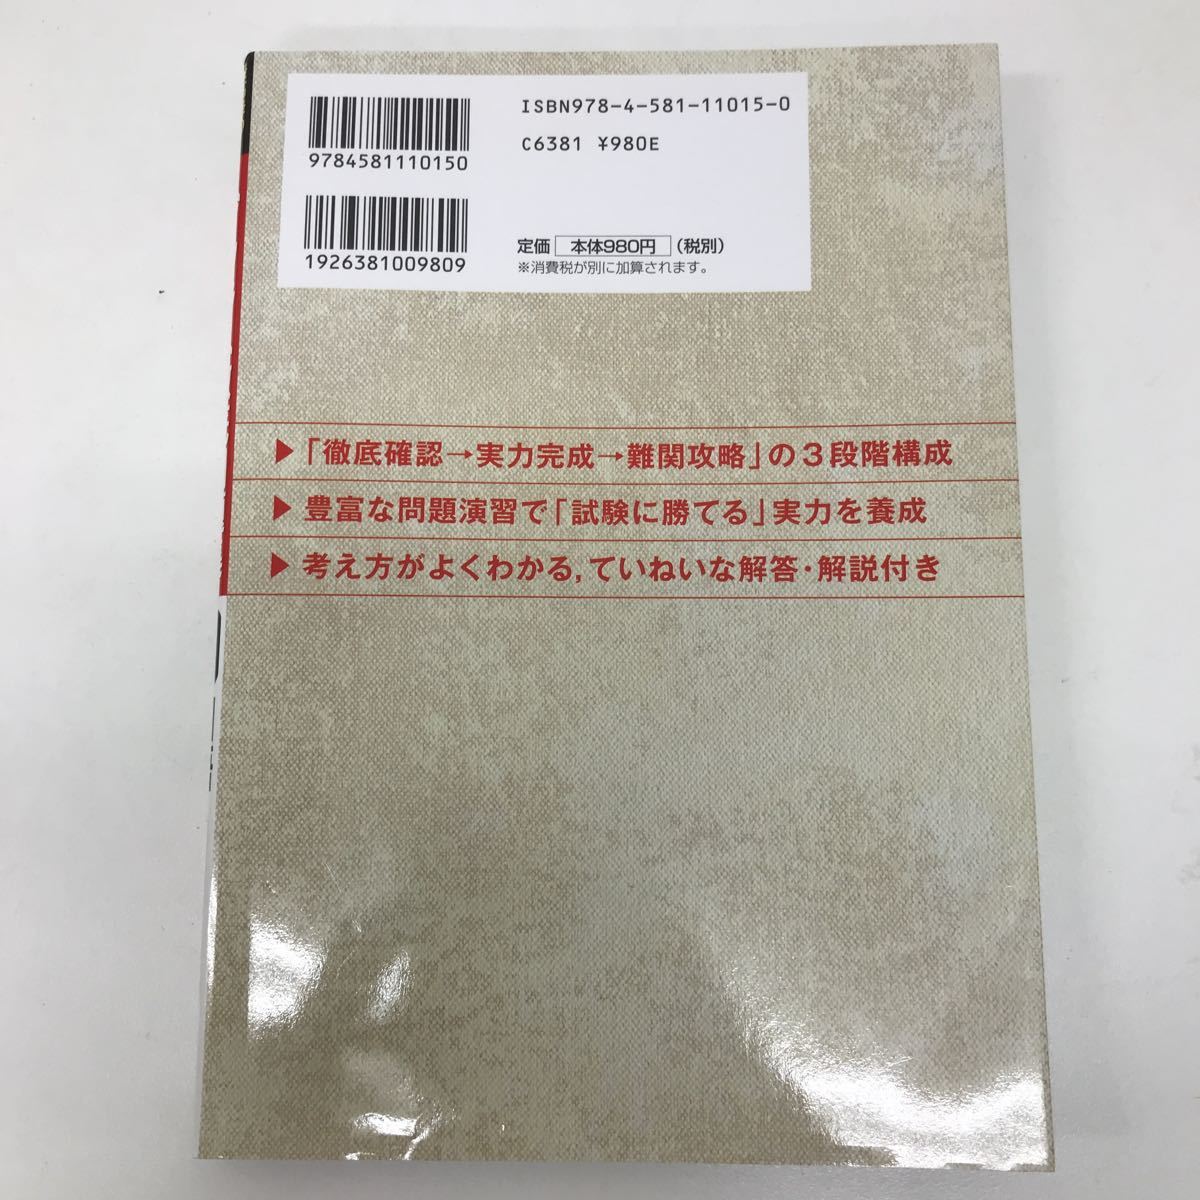 ISBN978-4-581-11015-0
C6381 ¥980E
9784581110150
1926381009809
定価 本体980円 (税別)
※消費税が別に加算されます。
▶「徹底確認→実力完成→難関攻略」の3段階構成
▶豊富な問題演習で「試験に勝てる」実力を養成
▶考え方がよくわかる,ていねいな解答・解説付き